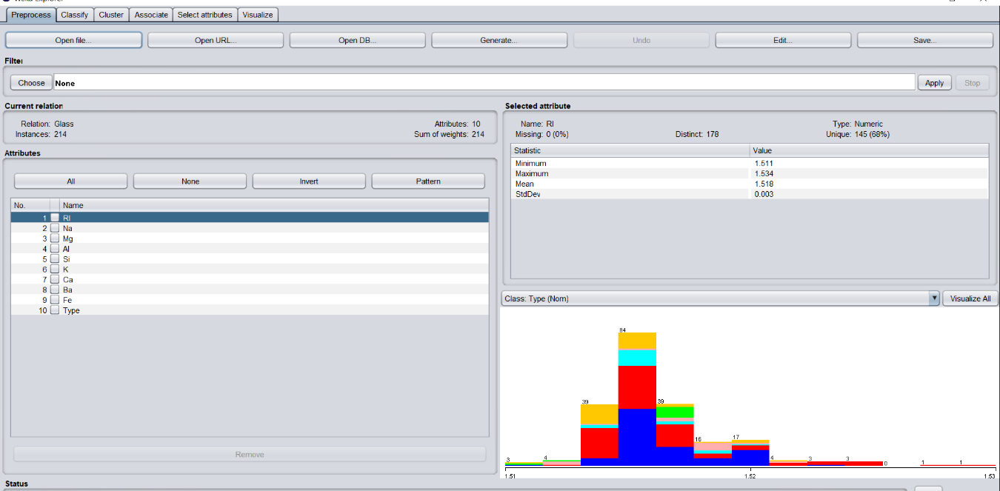 Weka Explorer
Preprocess Classify Cluster Associate Select attributes Visualize
Open file... Open URL... Open DB... Generate... Undo Edit... Save...
Filter
Choose None Apply Stop
Current relation
Relation: Glass Attributes: 10
Instances: 214 Sum of weights: 214
Attributes
All None Invert Pattern
No. Name
1 RI
2 Na
3 Mg
4 Al
5 Si
6 K
7 Ca
8 Ba
9 Fe
10 Type
Remove
Status
Selected attribute
Name: RI Type: Numeric
Missing: 0 (0%) Distinct: 178 Unique: 145 (68%)
Statistic Value
Minimum 1.511
Maximum 1.534
Mean 1.518
StdDev 0.003
Class: Type (Nom) Visualize All
84
39 39
16 17
3 4 4 3 3 0 1 1
1.51 1.52 1.53